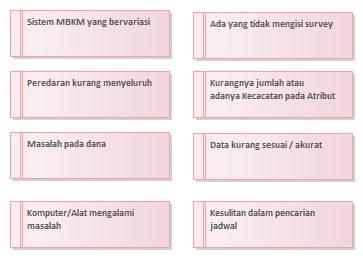 Sistem MBKM yang bervariasi
Ada yang tidak mengisi survey
Peredaran kurang menyeluruh
Kurangnya jumlah atau
adanya Kecacatan pada Atribut
Masalah pada dana
Data kurang sesuai / akurat
Komputer/Alat mengalami
masalah
Kesulitan dalam pencarian
jadwal